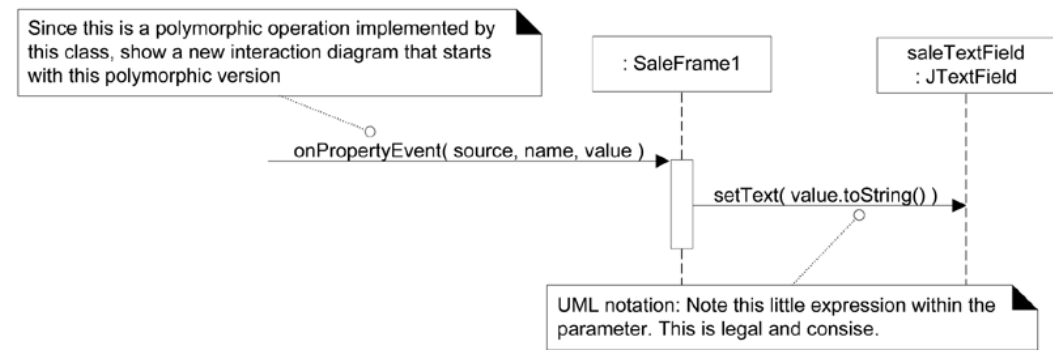 Since this is a polymorphic operation implemented by
this class, show a new interaction diagram that starts
with this polymorphic version
: SaleFrame1
saleTextField
: JTextField
onPropertyEvent( source, name, value )
setText( value.toString() )
UML notation: Note this little expression within the
parameter. This is legal and consise.